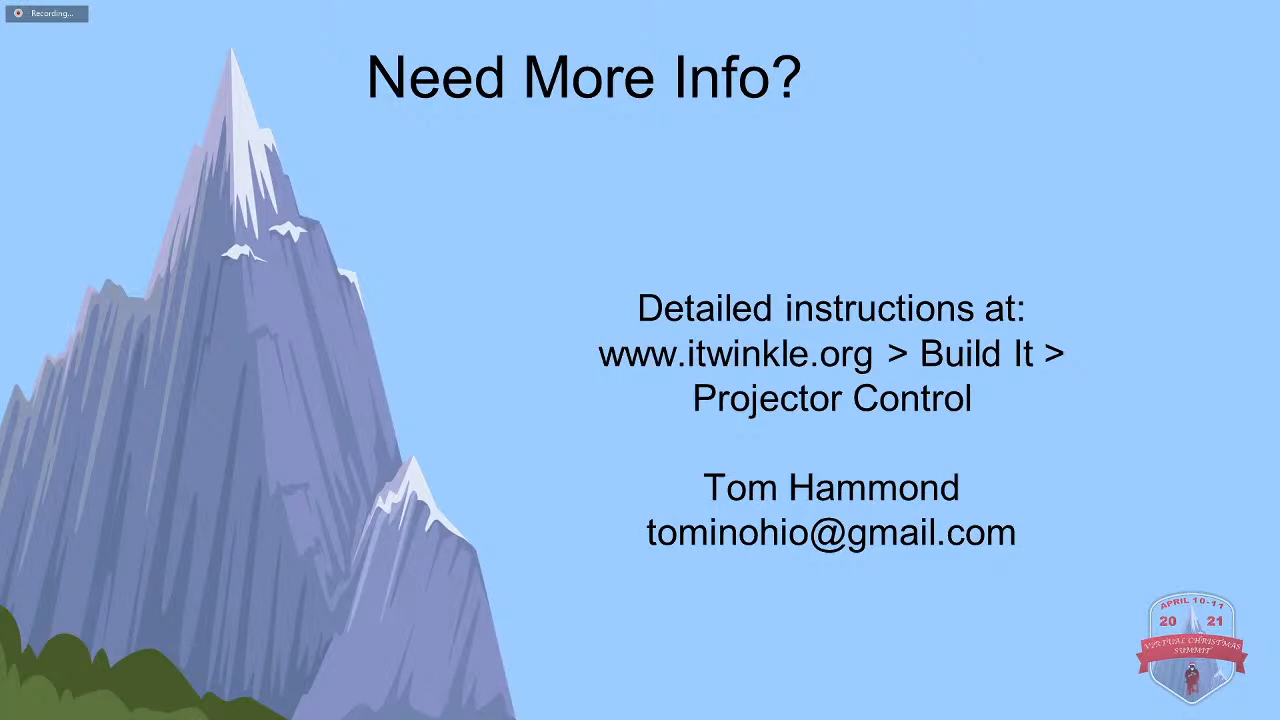 Recording...
Need More Info?
Detailed instructions at:
www.itwinkle.org > Build It >
Projector Control
Tom Hammond
tominohio@gmail.com
APRIL 10-11
20 21
VIRTUAL CHRISTMAS
SUMMIT